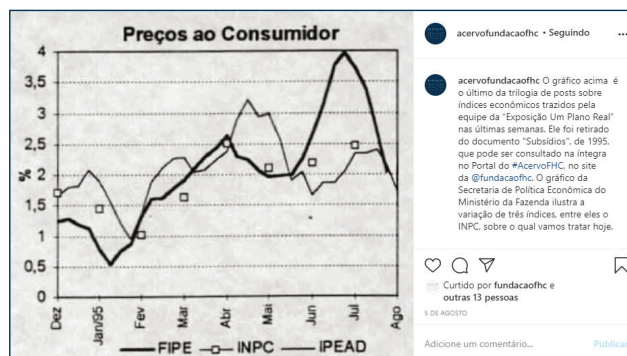 Preços ao Consumidor
4
3,5
3
2,5
%
2
1,5
1
0,5
0
Dez
Jan/95
Fev
Mar
Abr
Mai
Jun
Jul
Ago
FIPE
INPC
IPEAD
acervofundacaofhc • Seguindo
...
acervofundacaofhc O gráfico acima é
o último da trilogia de posts sobre
índices econômicos trazidos pela
equipe da "Exposição Um Plano Real"
nas últimas semanas. Ele foi retirado
do documento "Subsídios", de 1995,
que pode ser consultado na íntegra
no Portal do #AcervoFHC, no site
da @fundacaofhc. O gráfico da
Secretaria de Política Econômica do
Ministério da Fazenda ilustra a
variação de três índices, entre eles o
INPC, sobre o qual vamos tratar hoje.
Curtido por fundacaofhc e
outras 13 pessoas
5 DE AGOSTO
Adicione um comentário...
Publicar